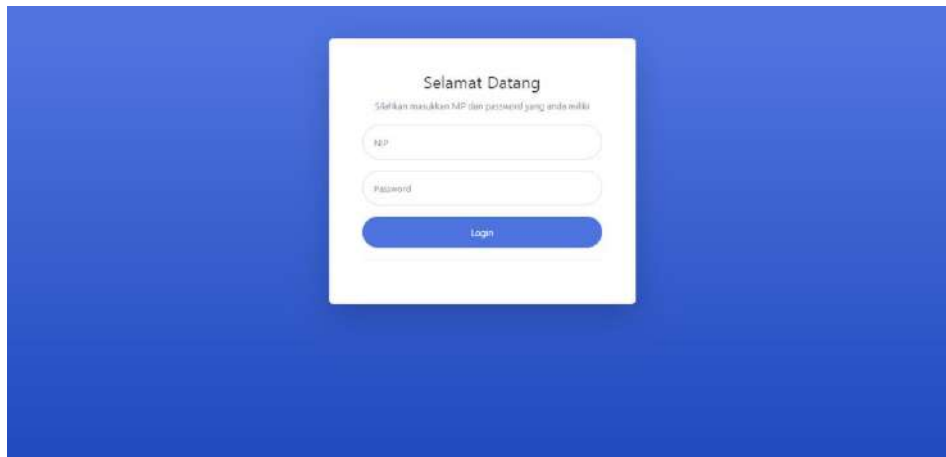 Selamat Datang
Silahkan masukkan NIP dan password yang anda miliki
NIP
Password
Login